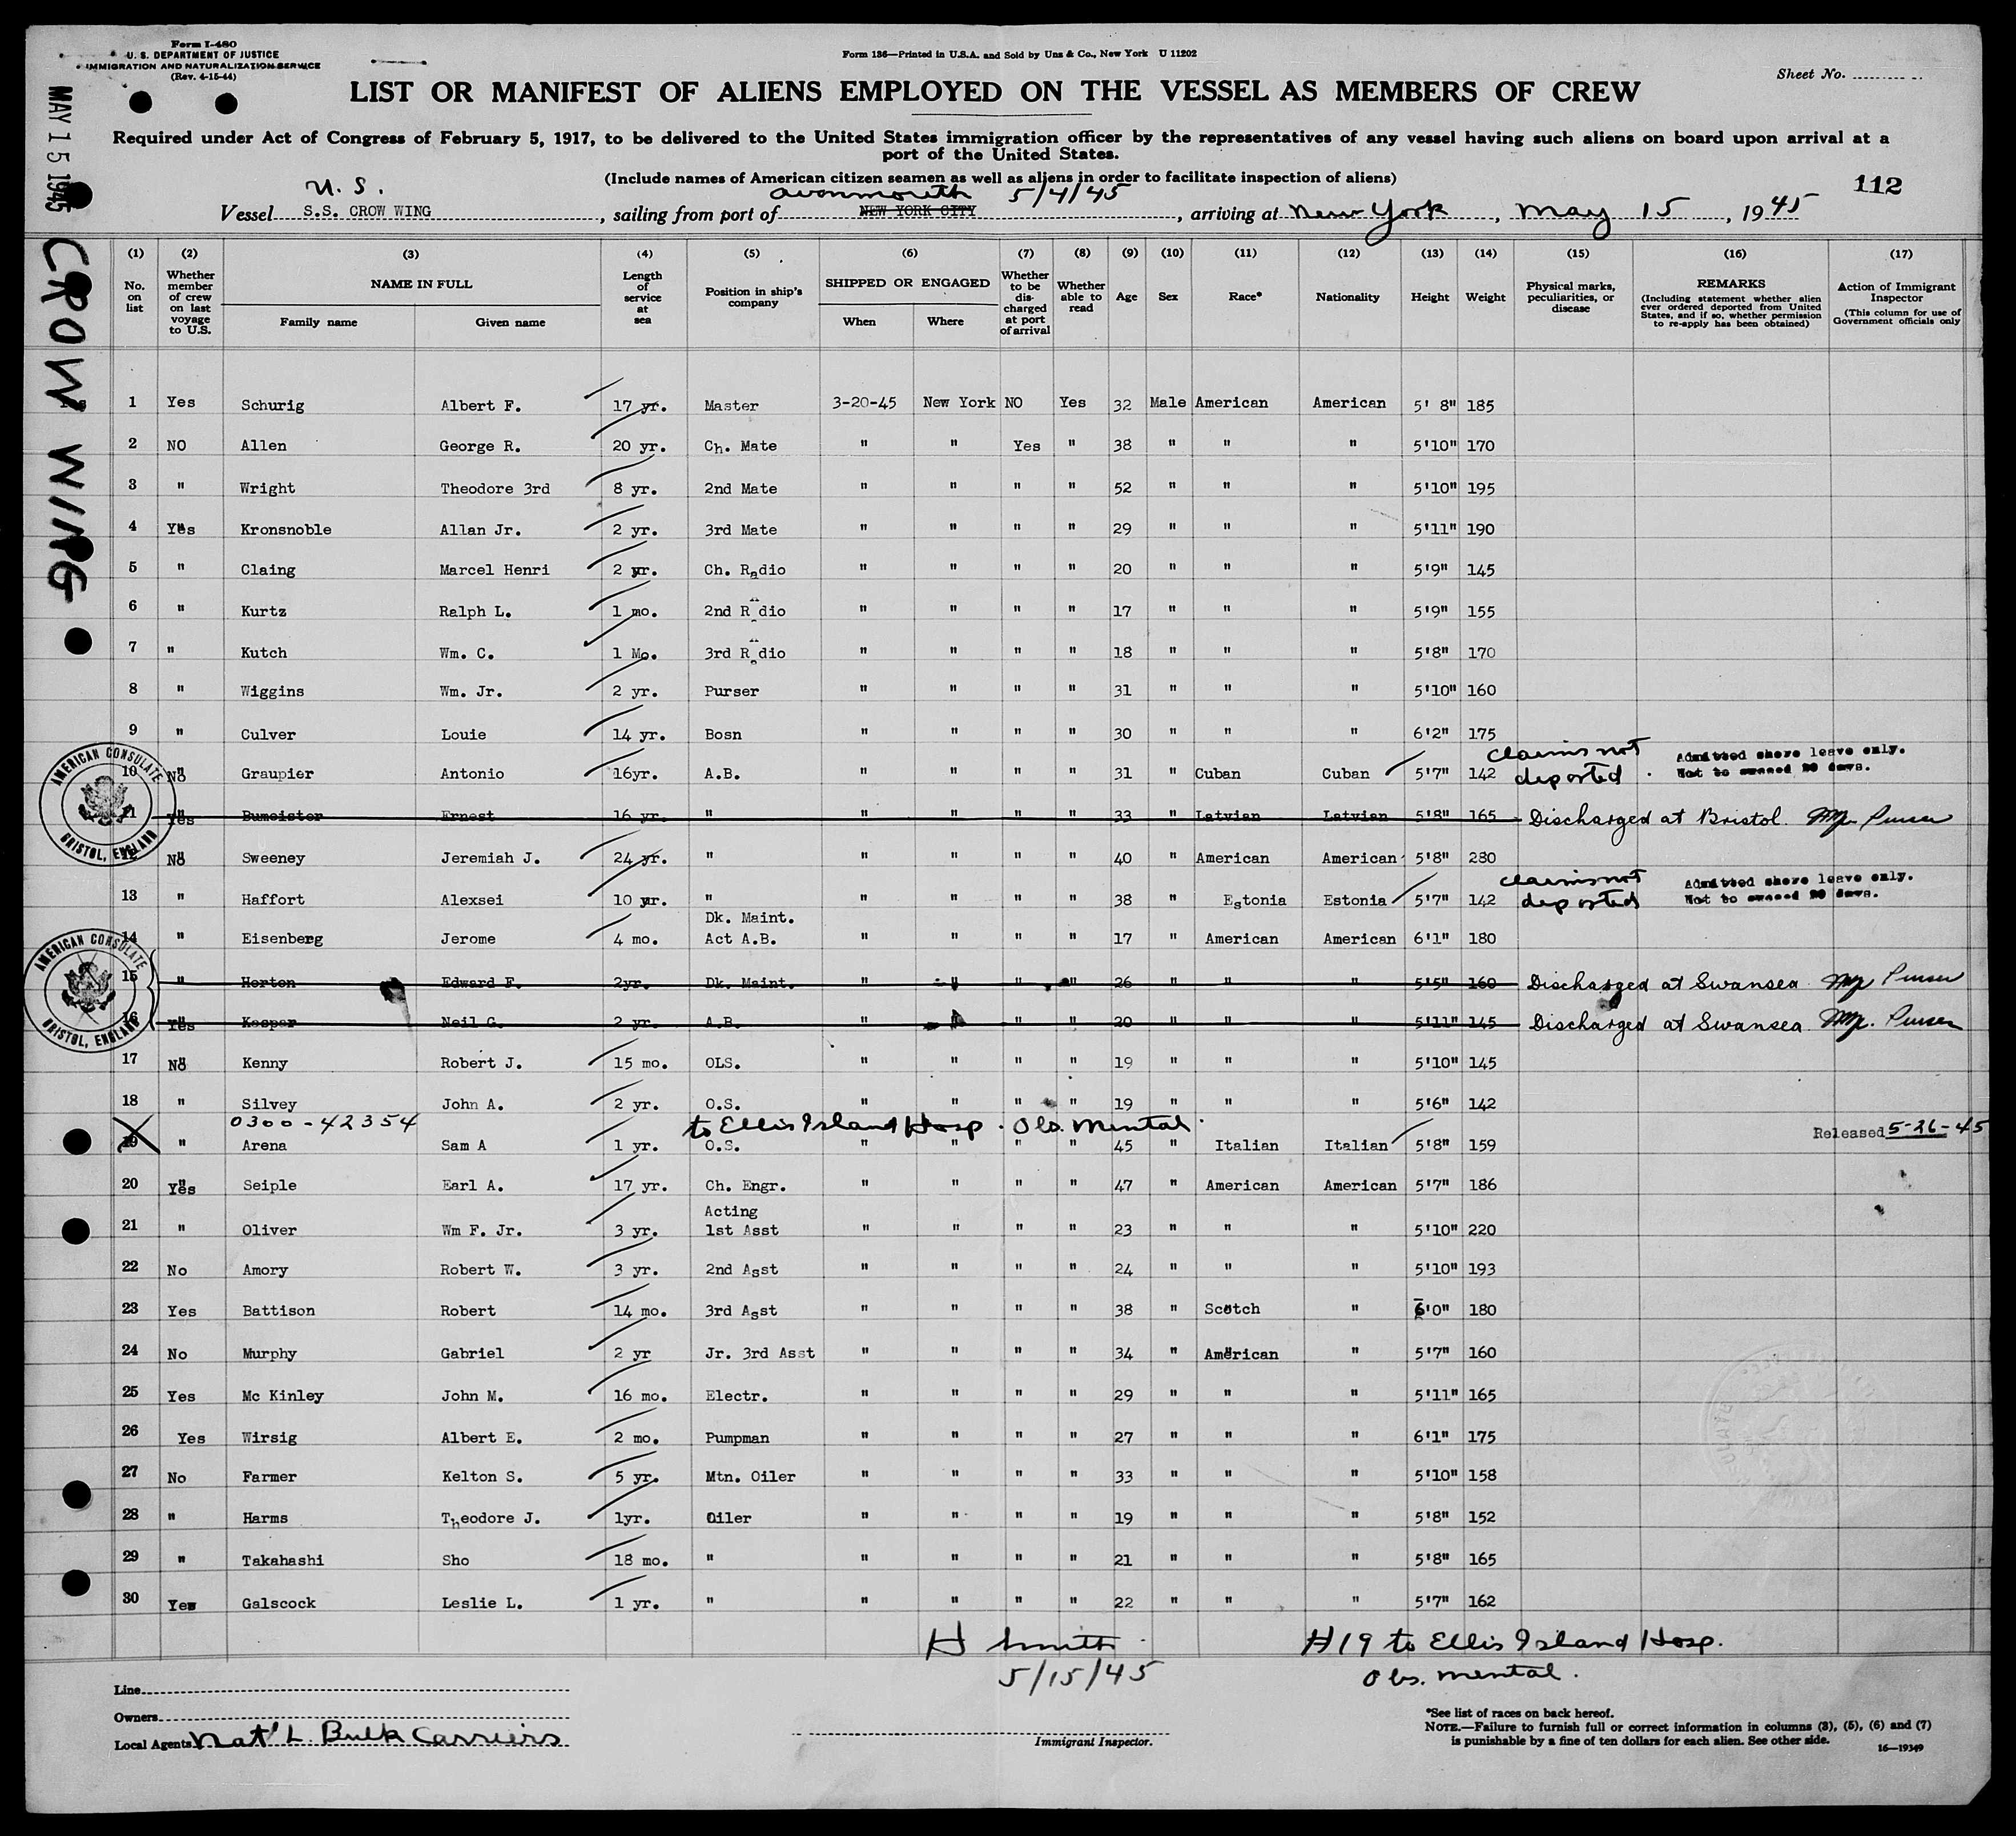 Form I-480
U. S. DEPARTMENT OF JUSTICE
IMMIGRATION AND NATURALIZATION SERVICE
(Rev. 4-15-44)
Form 136—Printed in U.S.A. and Sold by Unz & Co., New York U 11202
Sheet No.
MAY 15 1945
CROW WING
LIST OR MANIFEST OF ALIENS EMPLOYED ON THE VESSEL AS MEMBERS OF CREW
Required under Act of Congress of February 5, 1917, to be delivered to the United States immigration officer by the representatives of any vessel having such aliens on board upon arrival at a
port of the United States.
(Include names of American citizen seamen as well as aliens in order to facilitate inspection of aliens)
112
U. S. Avonmouth 5/4/45
Vessel S.S. CROW WING, sailing from port of NEW YORK CITY, arriving at New York, May 15, 1945
(1) (2) (3) (4) (5) (6) (7) (8) (9) (10) (11) (12) (13) (14) (15) (16) (17)
No. on list
Whether member of crew on last voyage to U.S.
NAME IN FULL
Family name Given name
Length of service at sea
Position in ship's company
SHIPPED OR ENGAGED
When Where
Whether to be discharged at port of arrival
Whether able to read
Age
Sex
Race*
Nationality
Height
Weight
Physical marks, peculiarities, or disease
REMARKS
(Including statement whether alien ever ordered deported from United States, and if so, whether permission to re-apply has been obtained)
Action of Immigrant Inspector
(This column for use of Government officials only
1 Yes Schurig Albert F. 17 yr. Master 3-20-45 New York NO Yes 32 Male American American 5' 8" 185
2 NO Allen George R. 20 yr. Ch. Mate " " Yes " 38 " " " 5'10" 170
3 " Wright Theodore 3rd 8 yr. 2nd Mate " " " " 52 " " " 5'10" 195
4 Yes Kronsnoble Allan Jr. 2 yr. 3rd Mate " " " " 29 " " " 5'11" 190
5 " Claing Marcel Henri 2 yr. Ch. Radio " " " " 20 " " " 5'9" 145
6 " Kurtz Ralph L. 1 mo. 2nd Radio " " " " 17 " " " 5'9" 155
7 " Kutch Wm. C. 1 Mo. 3rd Radio " " " " 18 " " " 5'8" 170
8 " Wiggins Wm. Jr. 2 yr. Purser " " " " 31 " " " 5'10" 160
9 " Culver Louie 14 yr. Bosn " " " " 30 " " " 6'2" 175
10 No Graupier Antonio 16yr. A.B. " " " " 31 " Cuban Cuban 5'7" 142 claims not deported Admitted shore leave only. Not to exceed 29 days.
11 Yes Bumeister Ernest 16 yr. " " " " " 33 " Latvian Latvian 5'8" 165 Discharged at Bristol. Purser
12 No Sweeney Jeremiah J. 24 yr. " " " " " 40 " American American 5'8" 230
13 " Haffort Alexsei 10 yr. " " " " " 38 " Estonia Estonia 5'7" 142 claims not deported Admitted shore leave only. Not to exceed 29 days.
Dk. Maint.
14 " Eisenberg Jerome 4 mo. Act A.B. " " " " 17 " American American 6'1" 180
15 " Horton Edward F. 2yr. Dk. Maint. " " " " 26 " " " 5'5" 160 Discharged at Swansea Purser
16 Yes Kasper Neil G. 2 yr. A.B. " " " " 20 " " " 5'11" 145 Discharged at Swansea. Purser
17 No Kenny Robert J. 15 mo. OLS. " " " " 19 " " " 5'10" 145
18 " Silvey John A. 2 yr. O.S. " " " " 19 " " " 5'6" 142
0300-42354 to Ellis Island Hosp. Obs. Mental.
19 " Arena Sam A 1 yr. O.S. " " " " 45 " Italian Italian 5'8" 159 Released 5-26-45
20 Yes Seiple Earl A. 17 yr. Ch. Engr. " " " " 47 " American American 5'7" 186
Acting
21 " Oliver Wm F. Jr. 3 yr. 1st Asst " " " " 23 " " " 5'10" 220
22 No Amory Robert W. 3 yr. 2nd Asst " " " " 24 " " " 5'10" 193
23 Yes Battison Robert 14 mo. 3rd Asst " " " " 38 " Scotch " 6'0" 180
24 No Murphy Gabriel 2 yr Jr. 3rd Asst " " " " 34 " American " 5'7" 160
25 Yes Mc Kinley John M. 16 mo. Electr. " " " " 29 " " " 5'11" 165
26 Yes Wirsig Albert E. 2 mo. Pumpman " " " " 27 " " " 6'1" 175
27 No Farmer Kelton S. 5 yr. Mtn. Oiler " " " " 33 " " " 5'10" 158
28 " Harms Theodore J. 1yr. Oiler " " " " 19 " " " 5'8" 152
29 " Takahashi Sho 18 mo. " " " " " 21 " " " 5'8" 165
30 Yew Galscock Leslie L. 1 yr. " " " " " 22 " " " 5'7" 162
AMERICAN CONSULATE
BRISTOL, ENGLAND
AMERICAN CONSULATE
BRISTOL, ENGLAND
H Smith #19 to Ellis Island Hosp.
5/15/45 Obs. mental.
Line
Owners
Local Agents Nat'l. Bulk Carriers
Immigrant Inspector.
*See list of races on back hereof.
NOTE.—Failure to furnish full or correct information in columns (3), (5), (6) and (7)
is punishable by a fine of ten dollars for each alien. See other side.
16—19349